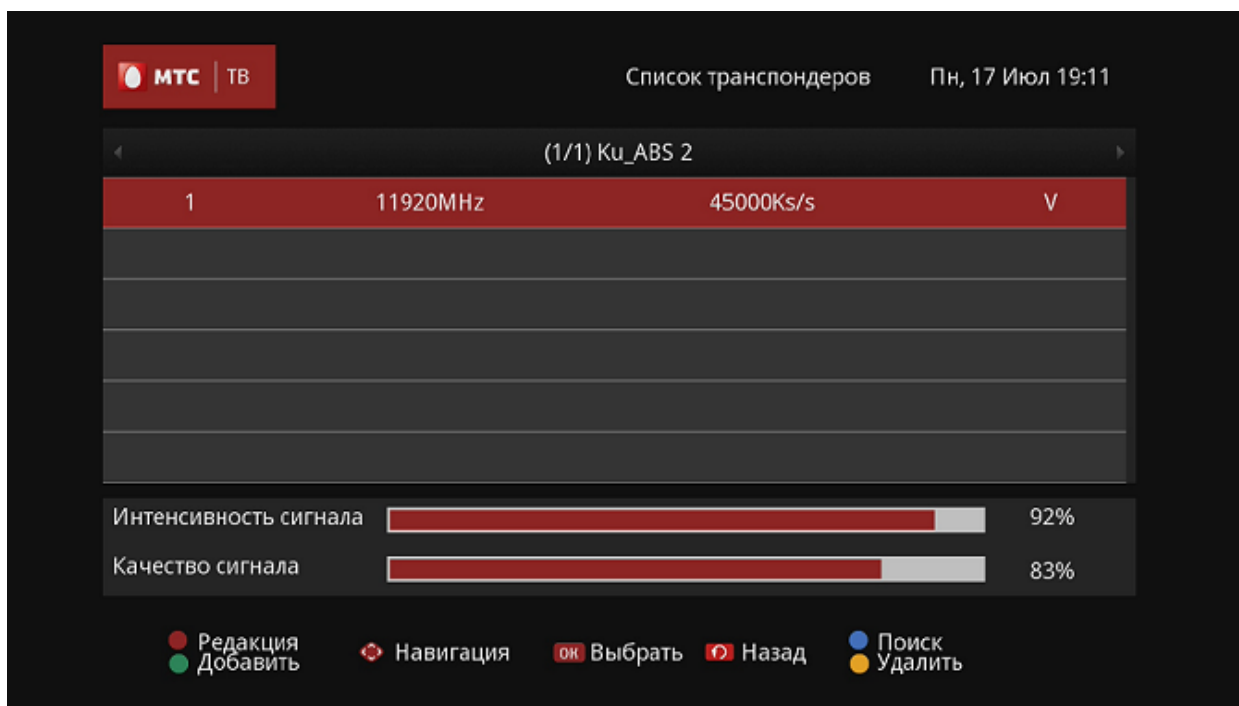 мтс ТВ Список транспондеров Пн, 17 Июл 19:11
(1/1) Ku_ABS 2
1 11920MHz 45000Ks/s V
Интенсивность сигнала 92%
Качество сигнала 83%
Редакция
Добавить
Навигация
ОК Выбрать
Назад
Поиск
Удалить